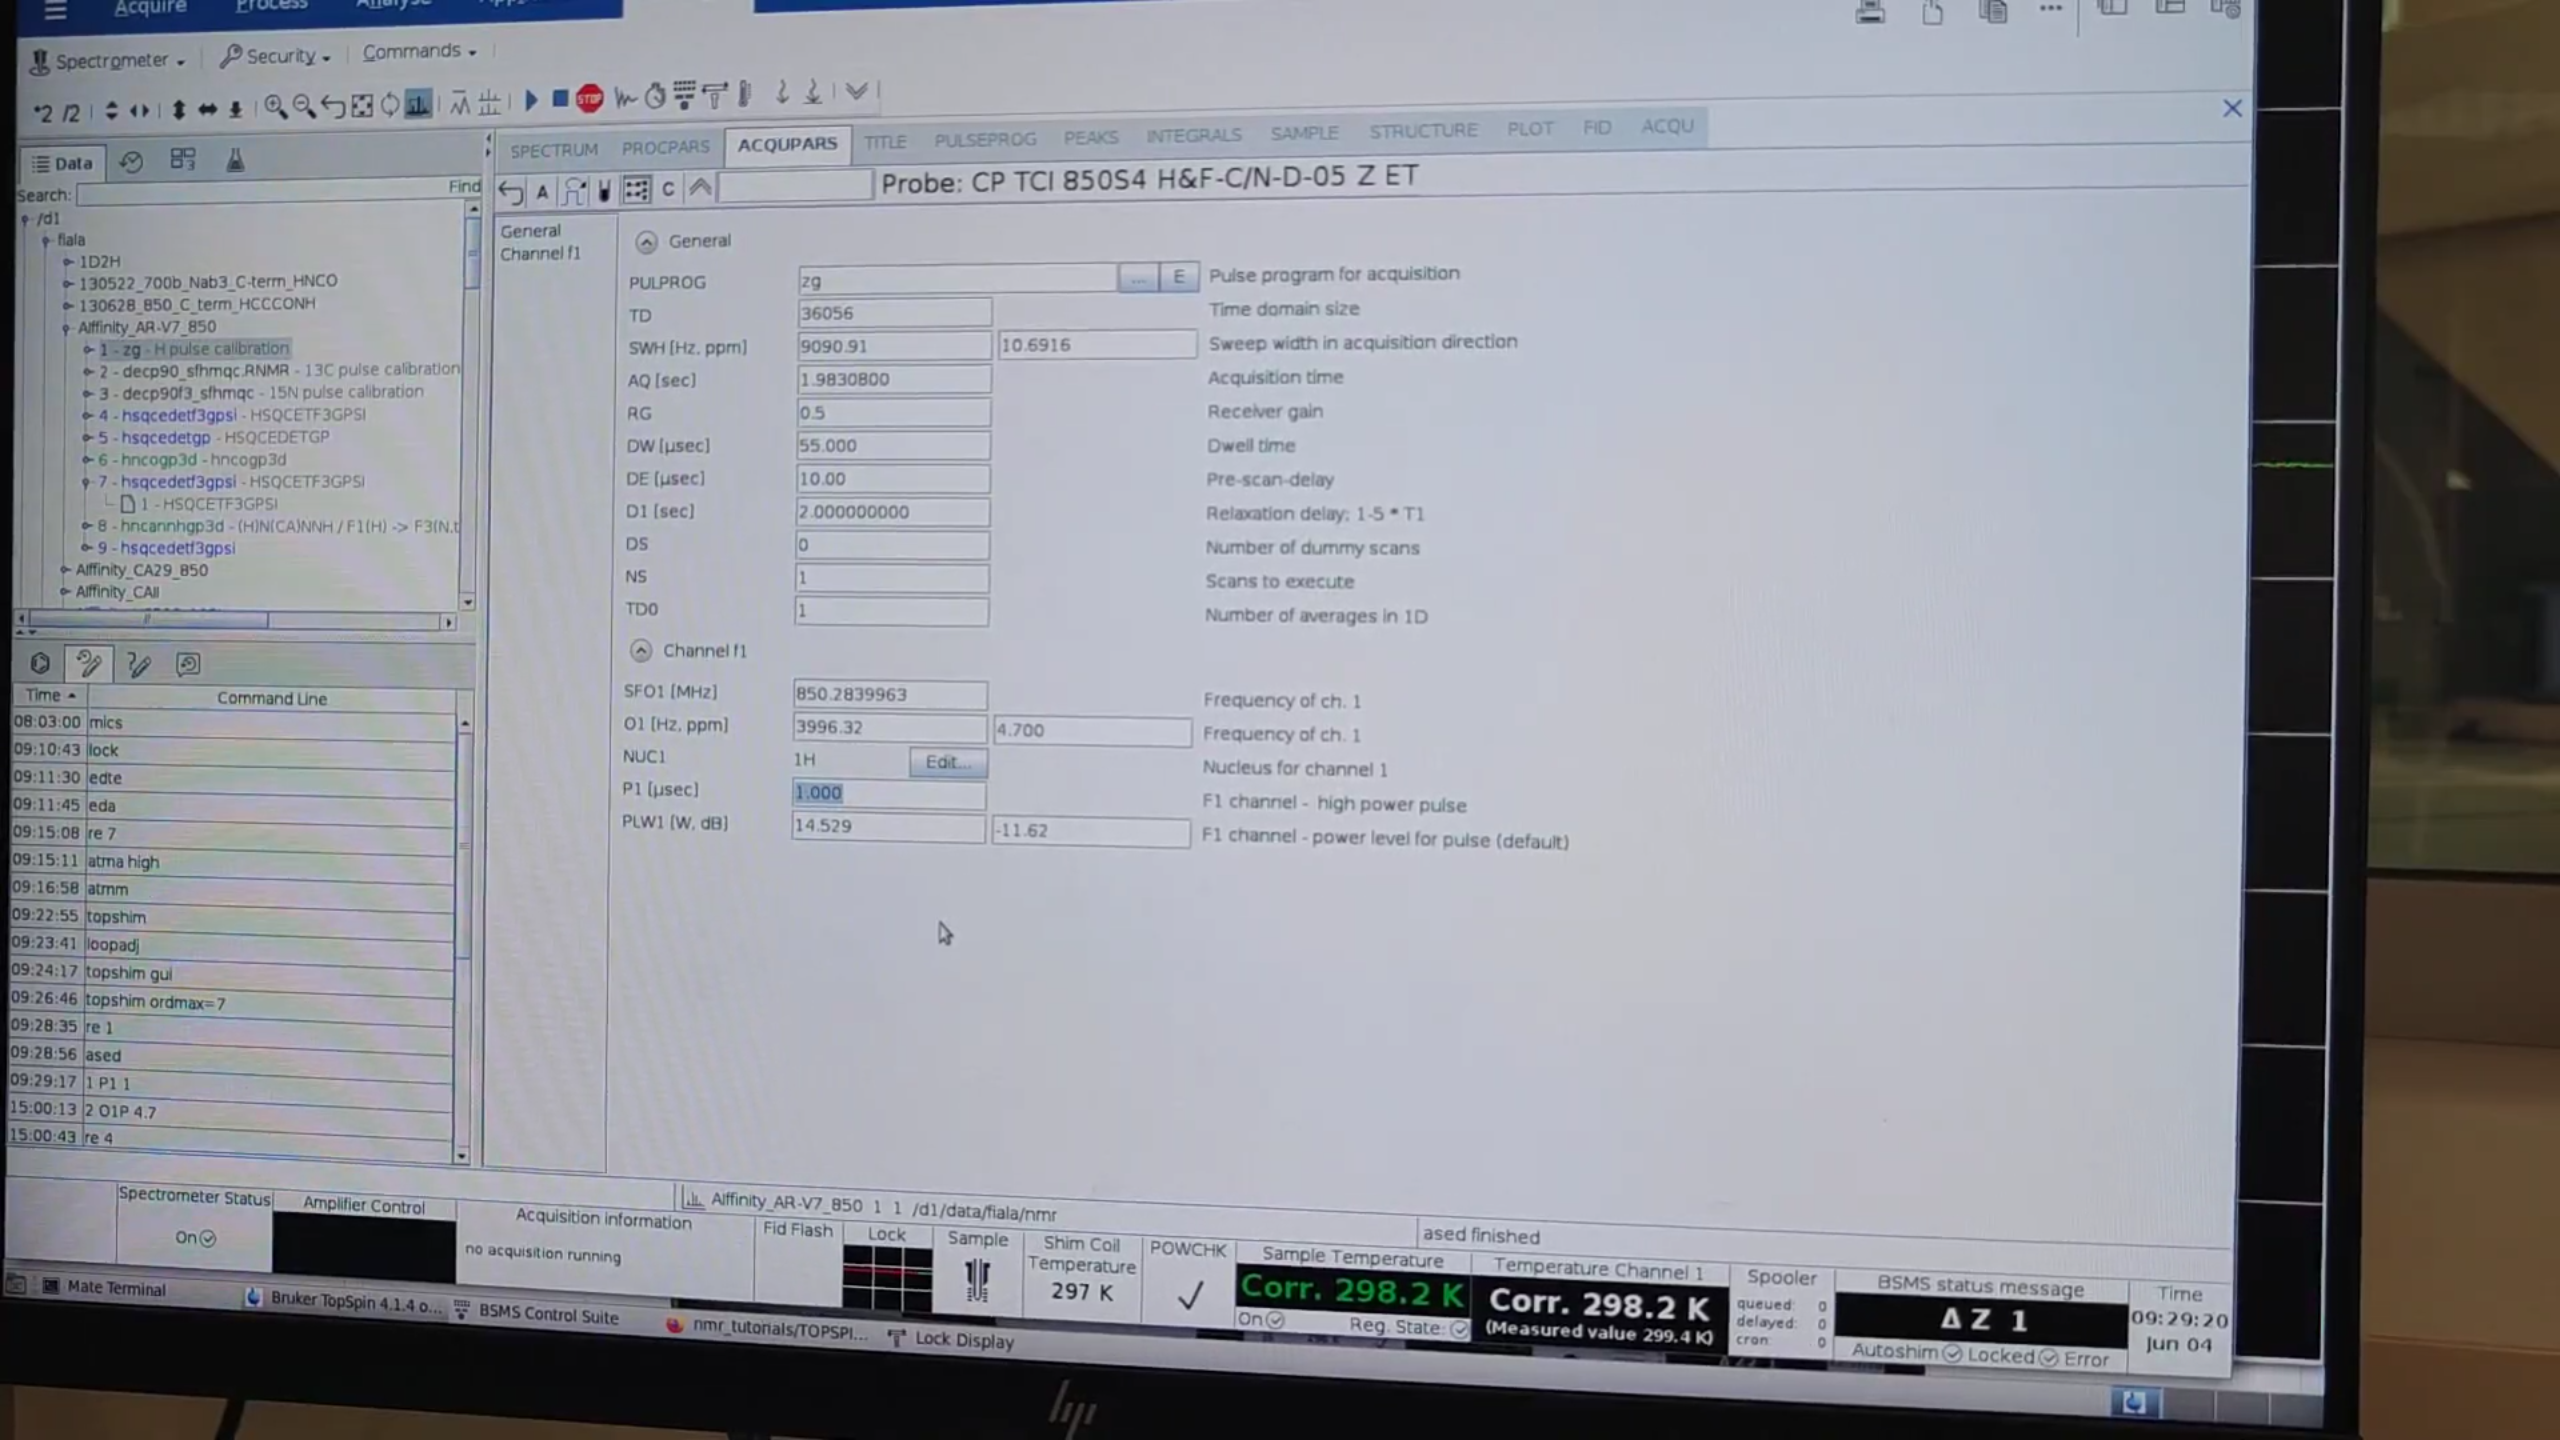 Acquire Process Analyse
Spectrometer Security Commands
*2 /2 STOP
Data
Search: Find
/d1
fiala
1D2H
130522_700b_Nab3_C-term_HNCO
130628_850_C_term_HCCCONH
AIffinity_AR-V7_850
1 - zg - H pulse calibration
2 - decp90_sfhmqc.RNMR - 13C pulse calibration
3 - decp90f3_sfhmqc - 15N pulse calibration
4 - hsqcedetf3gpsi - HSQCETF3GPSI
5 - hsqcedetgp - HSQCEDETGP
6 - hncogp3d - hncogp3d
7 - hsqcedetf3gpsi - HSQCETF3GPSI
1 - HSQCETF3GPSI
8 - hncannhgp3d - (H)N(CA)NNH / F1(H) -> F3(N,t
9 - hsqcedetf3gpsi
AIffinity_CA29_850
AIffinity_CAII
Time Command Line
08:03:00 mics
09:10:43 lock
09:11:30 edte
09:11:45 eda
09:15:08 re 7
09:15:11 atma high
09:16:58 atmm
09:22:55 topshim
09:23:41 loopadj
09:24:17 topshim gui
09:26:46 topshim ordmax=7
09:28:35 re 1
09:28:56 ased
09:29:17 1 P1 1
15:00:13 2 O1P 4.7
15:00:43 re 4
SPECTRUM PROCPARS ACQUPARS TITLE PULSEPROG PEAKS INTEGRALS SAMPLE STRUCTURE PLOT FID ACQU
A C Probe: CP TCI 850S4 H&F-C/N-D-05 Z ET
General
Channel f1
General
PULPROG zg ... E Pulse program for acquisition
TD 36056 Time domain size
SWH [Hz, ppm] 9090.91 10.6916 Sweep width in acquisition direction
AQ [sec] 1.9830800 Acquisition time
RG 0.5 Receiver gain
DW [µsec] 55.000 Dwell time
DE [µsec] 10.00 Pre-scan-delay
D1 [sec] 2.000000000 Relaxation delay; 1-5 * T1
DS 0 Number of dummy scans
NS 1 Scans to execute
TD0 1 Number of averages in 1D
Channel f1
SFO1 [MHz] 850.2839963 Frequency of ch. 1
O1 [Hz, ppm] 3996.32 4.700 Frequency of ch. 1
NUC1 1H Edit... Nucleus for channel 1
P1 [µsec] 1.000 F1 channel - high power pulse
PLW1 [W, dB] 14.529 -11.62 F1 channel - power level for pulse (default)
AIffinity_AR-V7_850 1 1 /d1/data/fiala/nmr
ased finished
Spectrometer Status
On
Amplifier Control
Acquisition information
no acquisition running
Fid Flash
Lock
Sample
Shim Coil
Temperature
297 K
POWCHK
Sample Temperature
Corr. 298.2 K
On Reg. State:
Temperature Channel 1
Corr. 298.2 K
(Measured value 299.4 K)
Spooler
queued: 0
delayed: 0
cron: 0
BSMS status message
Δ Z 1
Autoshim Locked Error
Time
09:29:20
Jun 04
Mate Terminal
Bruker TopSpin 4.1.4 o...
BSMS Control Suite
nmr_tutorials/TOPSPI...
Lock Display
hp